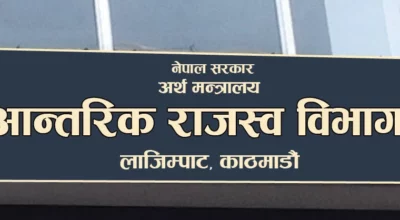 नेपाल सरकार
अर्थ मन्त्रालय
आन्तरिक राजस्व विभाग
लाजिम्पाट, काठमाडौं